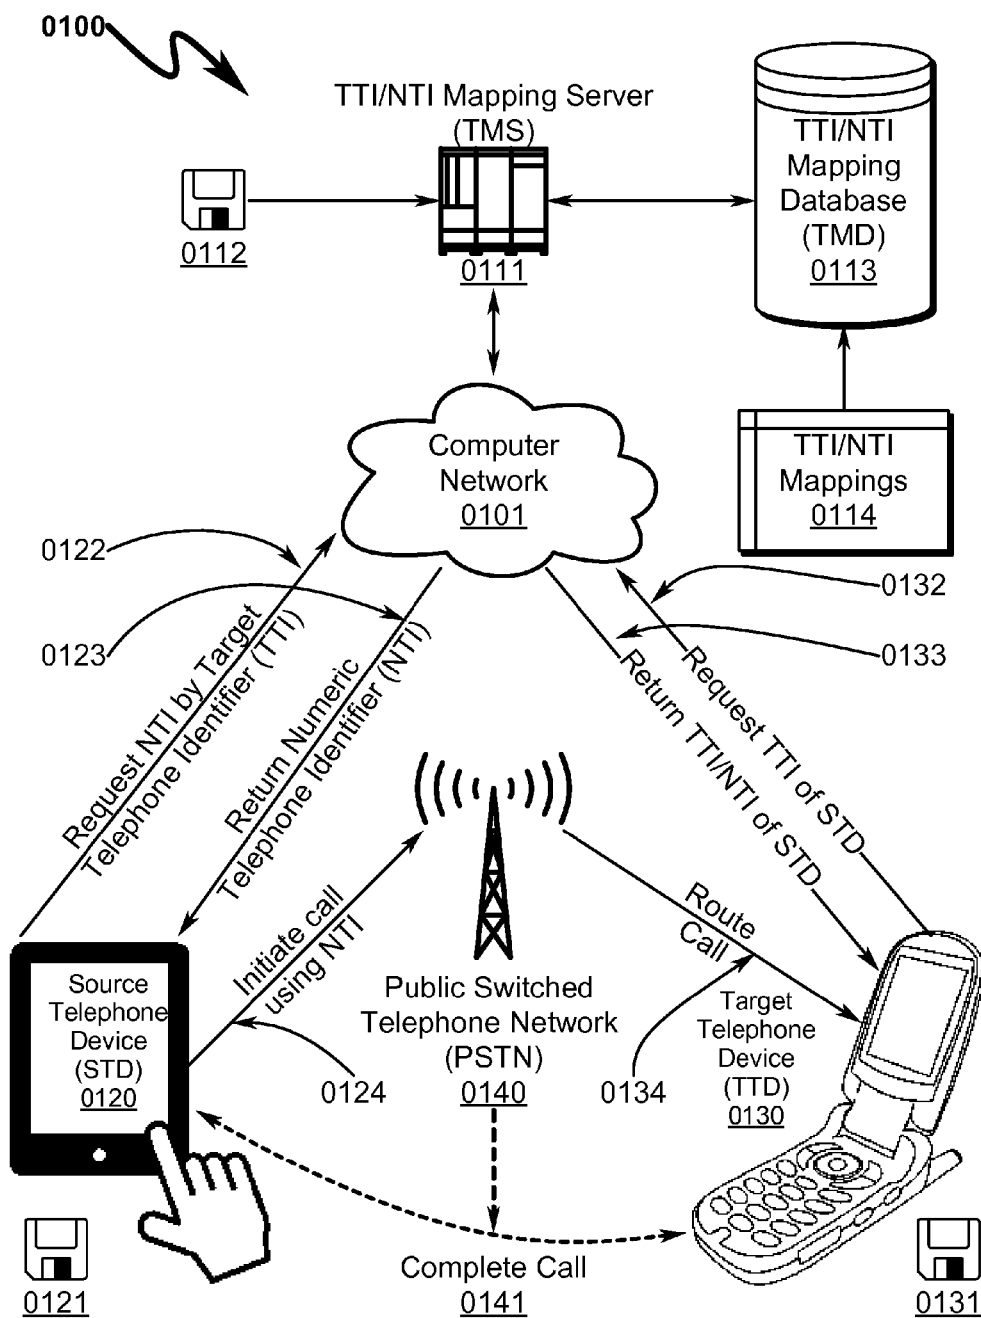 0100
TTI/NTI Mapping Server
(TMS)
0112
0111
TTI/NTI
Mapping
Database
(TMD)
0113
Computer
Network
0101
TTI/NTI
Mappings
0114
0122
0123
0132
0133
Request NTI by Target
Telephone Identifier (TTI)
Return Numeric
Telephone Identifier (NTI)
Return TTI/NTI of STD
Request TTI of STD
Initiate call
using NTI
Route
Call
Source
Telephone
Device
(STD)
0120
0124
Public Switched
Telephone Network
(PSTN)
0140
0134
Target
Telephone
Device
(TTD)
0130
0121
Complete Call
0141
0131